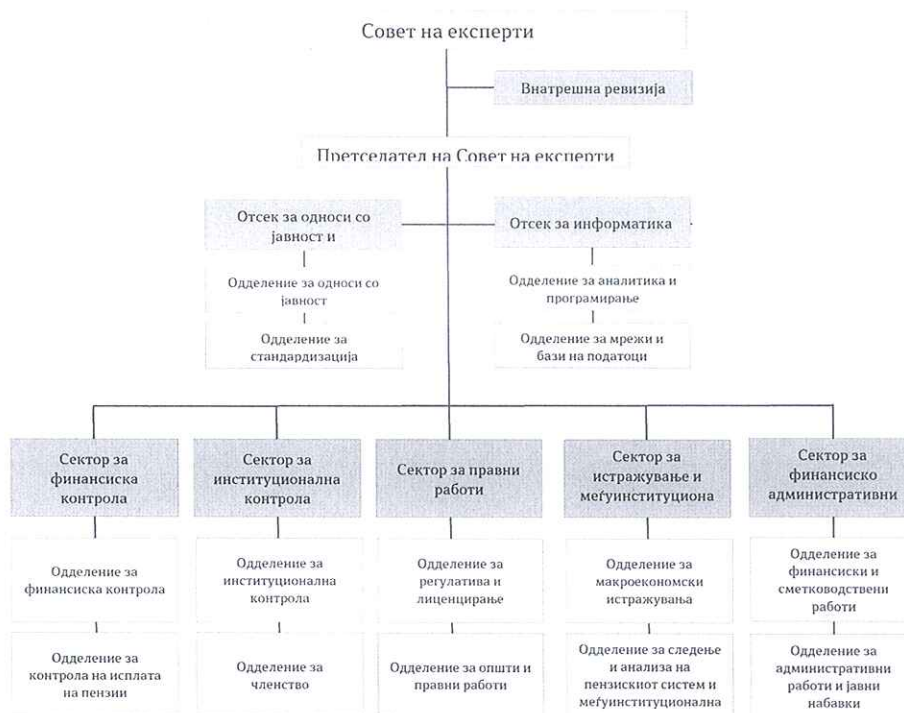 Совет на експерти
Внатрешна ревизија
Претседател на Совет на експерти
Отсек за односи со
јавност и
Отсек за информатика
Одделение за односи со
јавност
Одделение за аналитика и
програмирање
Одделение за
стандардизација
Одделение за мрежи и
бази на податоци
Сектор за
финансиска
контрола
Сектор за
институционална
контрола
Сектор за правни
работи
Сектор за
истражување и
меѓуинституциона
Сектор за
финансиско
административни
Одделение за
финансиска контрола
Одделение за
институционална
контрола
Одделение за
регулатива и
лиценцирање
Одделение за
макроекономски
истражувања
Одделение за
финансиски и
сметководствени
работи
Одделение за
контрола на исплата
на пензии
Одделение за
членство
Одделение за општи и
правни работи
Одделение за следење
и анализа на
пензискиот систем и
меѓуинституционална
Одделение за
административни
работи и јавни
набавки